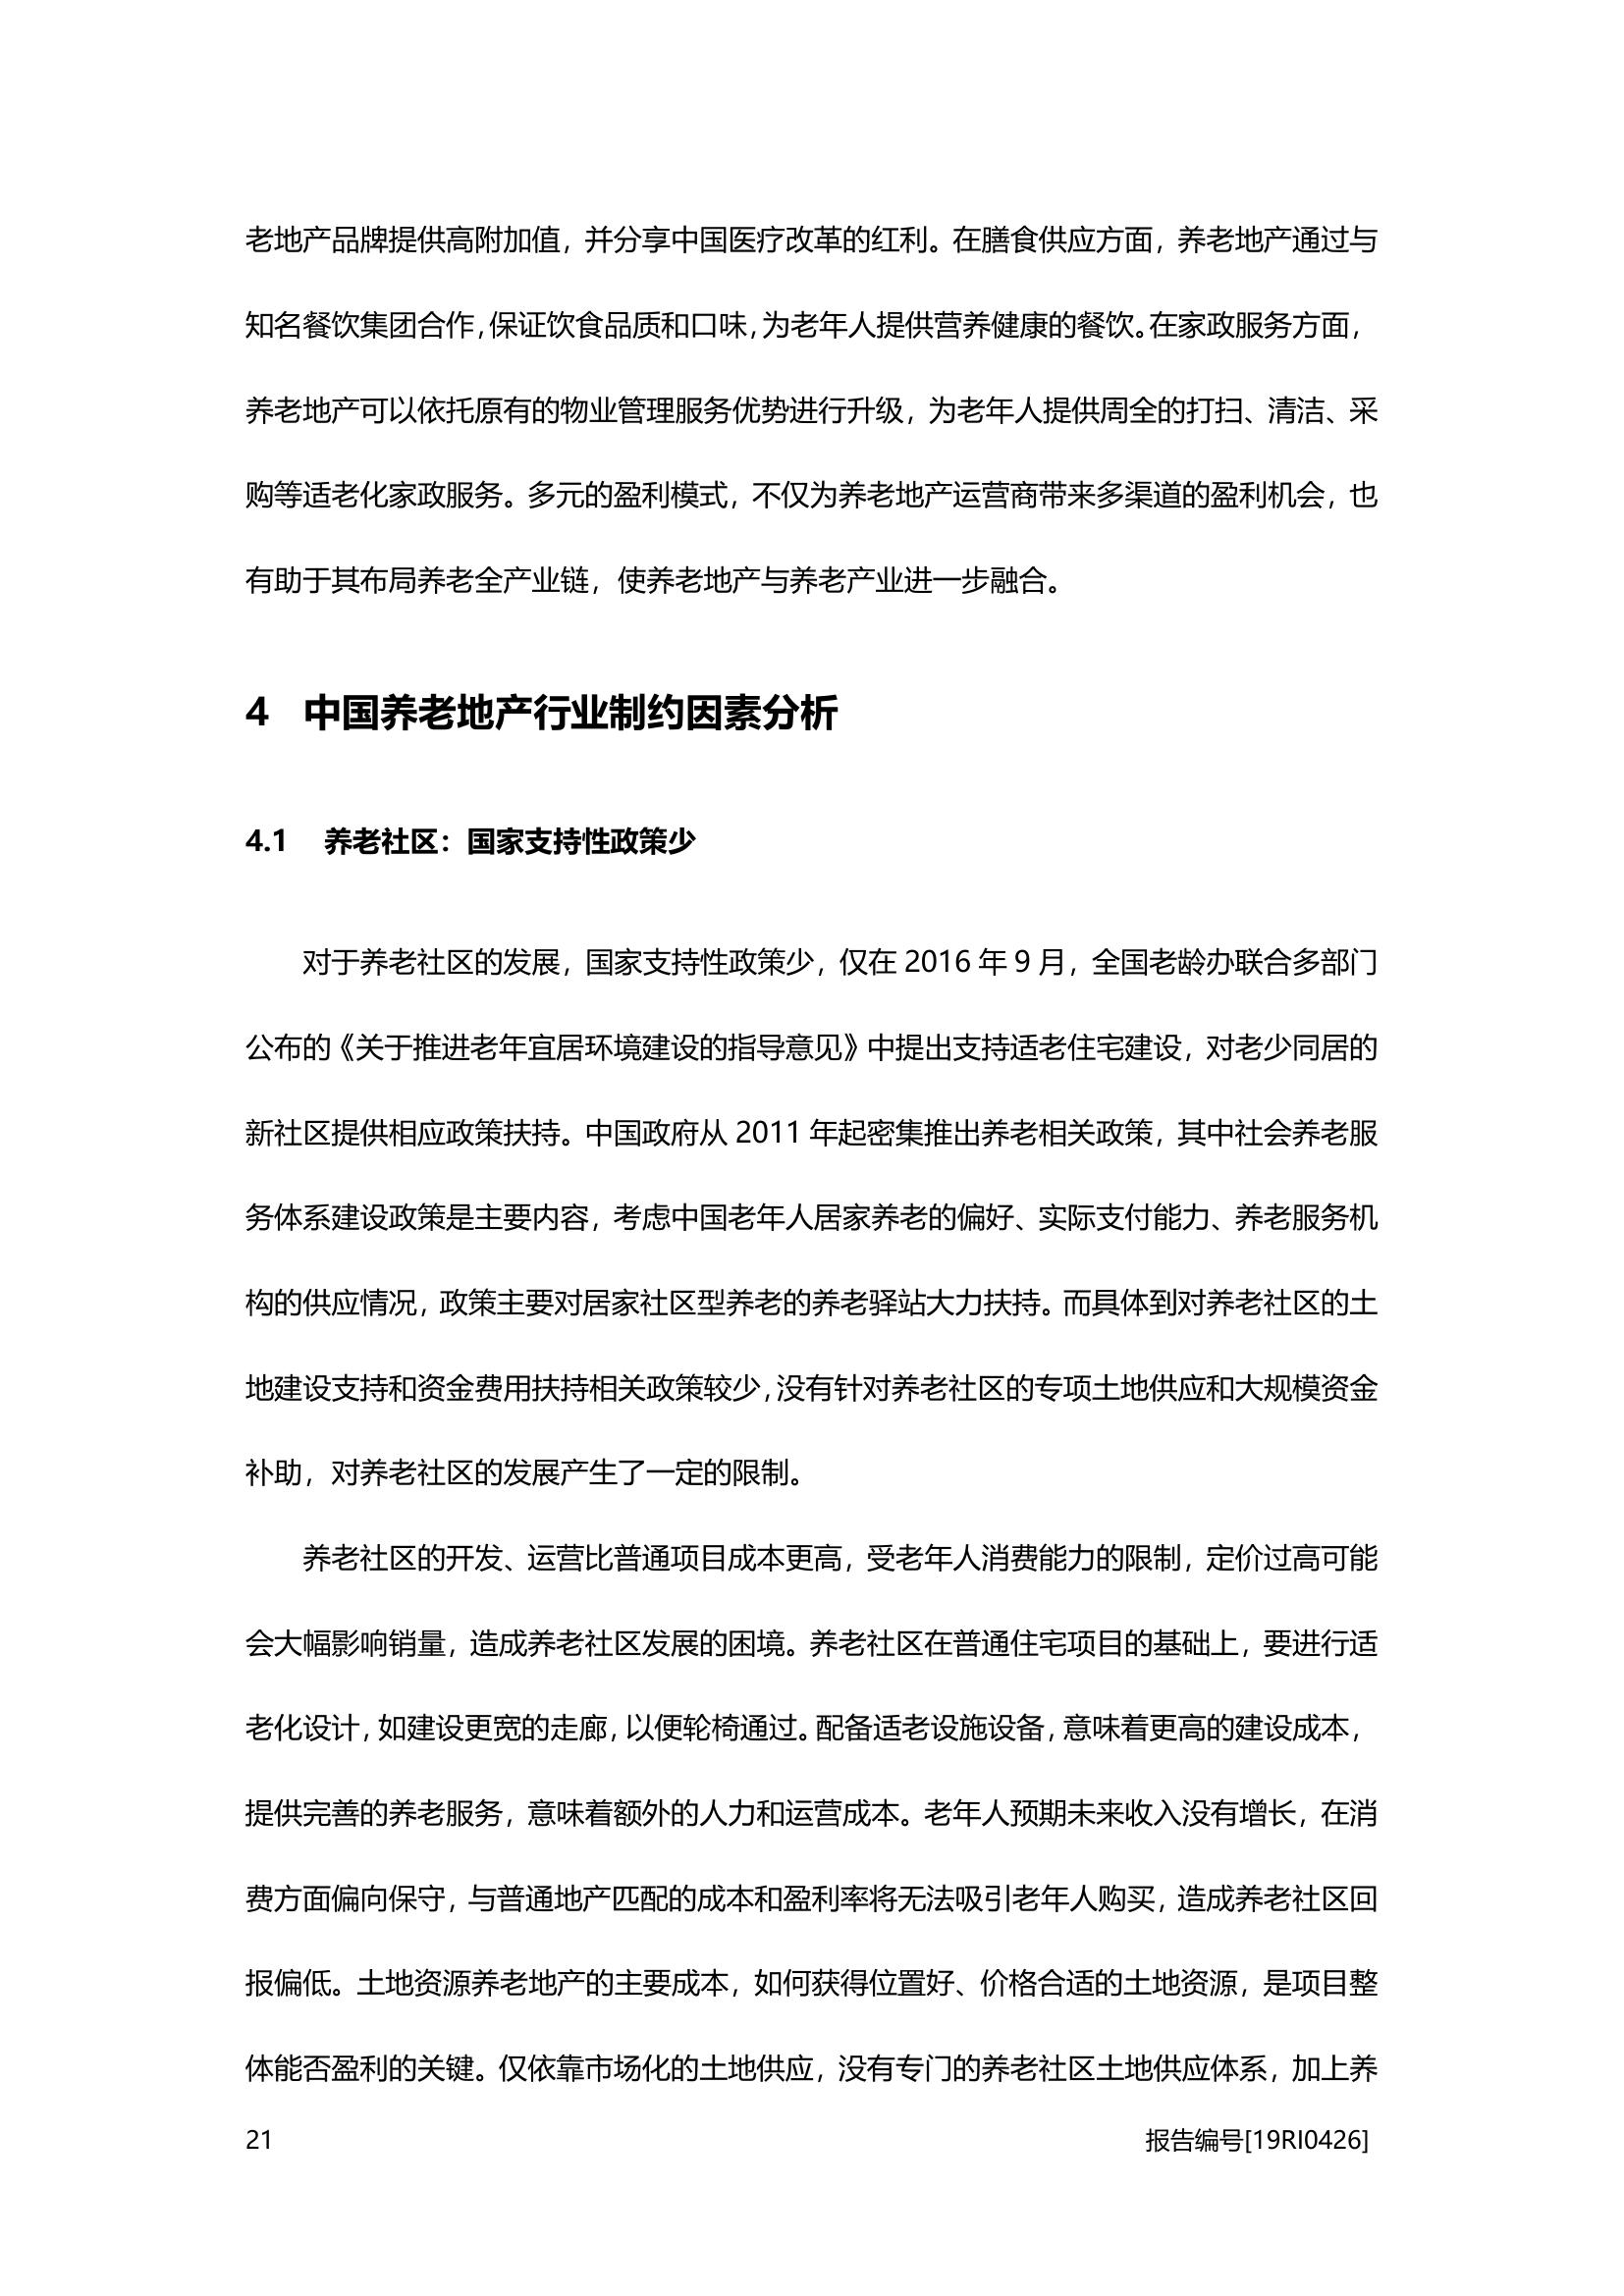 老地产品牌提供高附加值，并分享中国医疗改革的红利。在膳食供应方面，养老地产通过与
知名餐饮集团合作，保证饮食品质和口味，为老年人提供营养健康的餐饮。在家政服务方面，
养老地产可以依托原有的物业管理服务优势进行升级，为老年人提供周全的打扫、清洁、采
购等适老化家政服务。多元的盈利模式，不仅为养老地产运营商带来多渠道的盈利机会，也
有助于其布局养老全产业链，使养老地产与养老产业进一步融合。
4 中国养老地产行业制约因素分析
4.1 养老社区：国家支持性政策少
对于养老社区的发展，国家支持性政策少，仅在 2016 年 9 月，全国老龄办联合多部门
公布的《关于推进老年宜居环境建设的指导意见》中提出支持适老住宅建设，对老少同居的
新社区提供相应政策扶持。中国政府从 2011 年起密集推出养老相关政策，其中社会养老服
务体系建设政策是主要内容，考虑中国老年人居家养老的偏好、实际支付能力、养老服务机
构的供应情况，政策主要对居家社区型养老的养老驿站大力扶持。而具体到对养老社区的土
地建设支持和资金费用扶持相关政策较少，没有针对养老社区的专项土地供应和大规模资金
补助，对养老社区的发展产生了一定的限制。
养老社区的开发、运营比普通项目成本更高，受老年人消费能力的限制，定价过高可能
会大幅影响销量，造成养老社区发展的困境。养老社区在普通住宅项目的基础上，要进行适
老化设计，如建设更宽的走廊，以便轮椅通过。配备适老设施设备，意味着更高的建设成本，
提供完善的养老服务，意味着额外的人力和运营成本。老年人预期未来收入没有增长，在消
费方面偏向保守，与普通地产匹配的成本和盈利率将无法吸引老年人购买，造成养老社区回
报偏低。土地资源养老地产的主要成本，如何获得位置好、价格合适的土地资源，是项目整
体能否盈利的关键。仅依靠市场化的土地供应，没有专门的养老社区土地供应体系，加上养
21 报告编号[19RI0426]